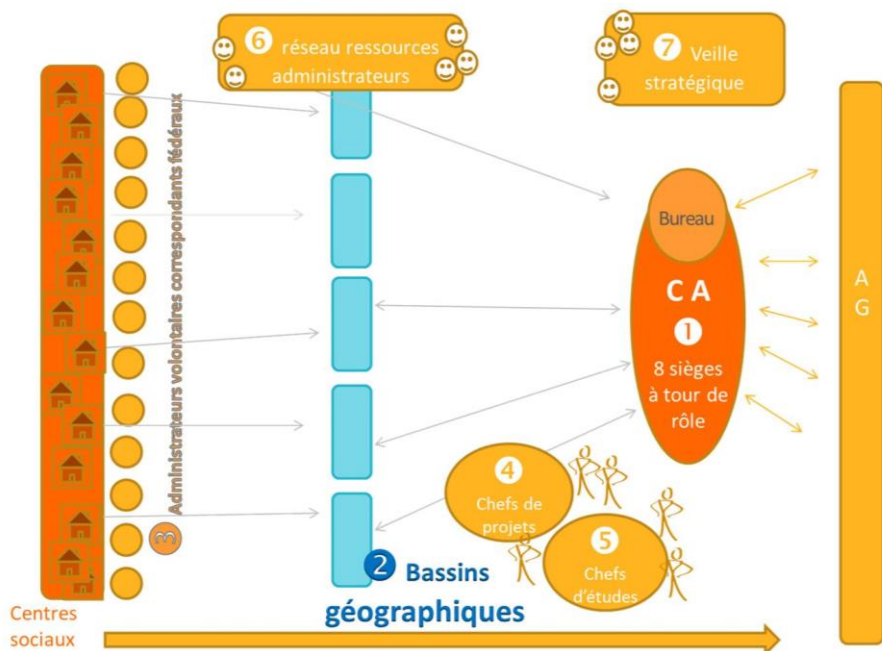 6 réseau ressources
administrateurs
7 Veille
stratégique
3 Administrateurs volontaires correspondants fédéraux
Bureau
C A
1
8 sièges
à tour de
rôle
A
G
4
Chefs de
projets
5
Chefs
d'études
2 Bassins
géographiques
Centres
sociaux